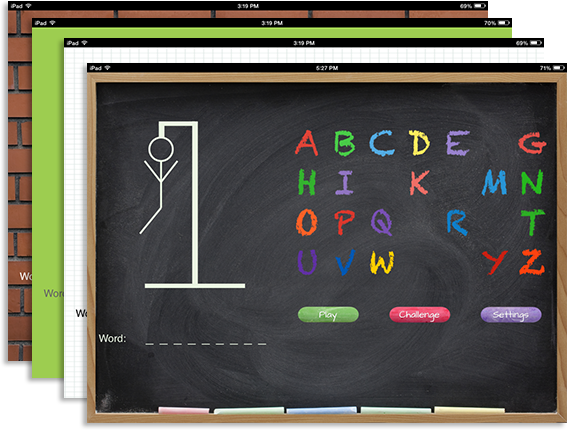 iPad 3:19 PM 69%
iPad 3:19 PM 70%
iPad 3:19 PM 69%
iPad 5:27 PM 71%
A B C D E G
H I K M N
O P Q R T
U V W Y Z
Play Challenge Settings
Wo
Word
Wo
Word: _ _ _ _ _ _ _ _ _